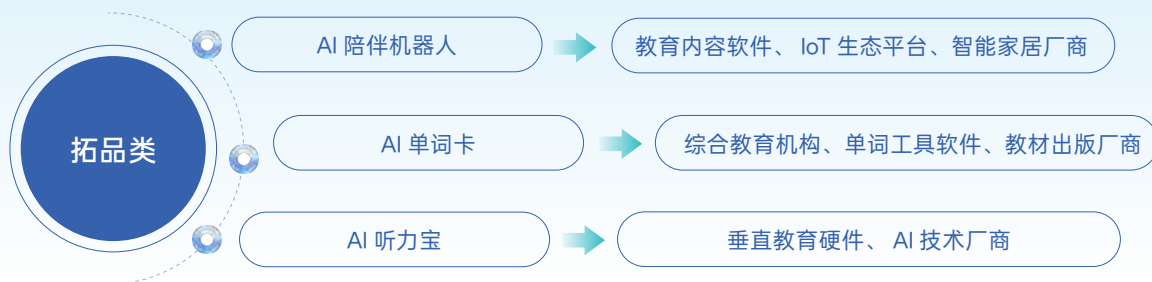 AI 陪伴机器人
教育内容软件、 IoT 生态平台、智能家居厂商
拓品类
AI 单词卡
综合教育机构、单词工具软件、教材出版厂商
AI 听力宝
垂直教育硬件、 AI 技术厂商